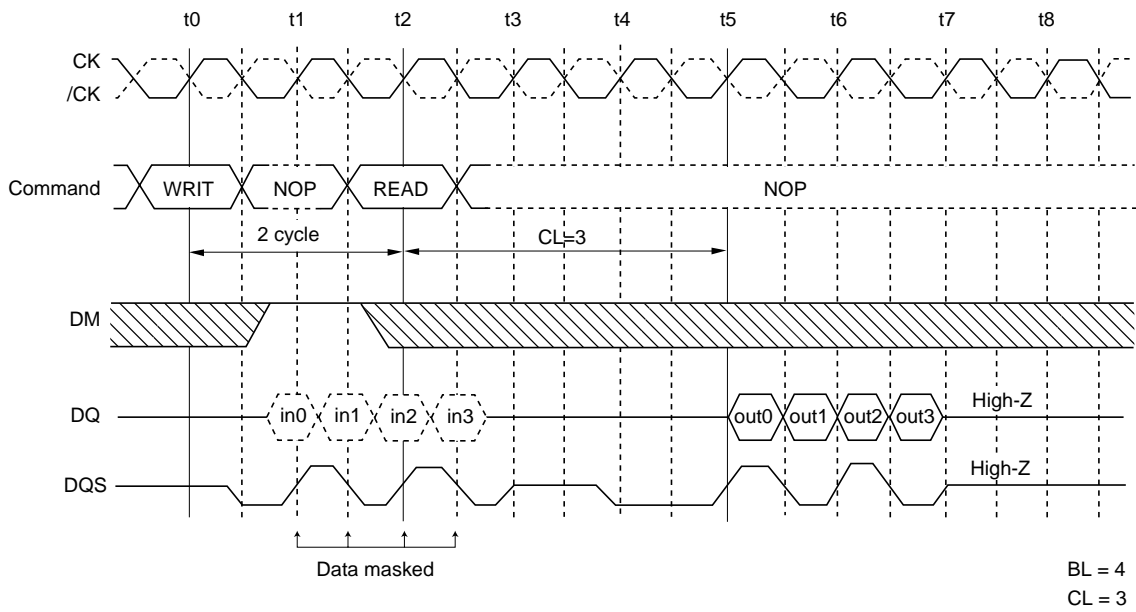 t0 t1 t2 t3 t4 t5 t6 t7 t8
CK
/CK
Command WRIT NOP READ NOP
2 cycle CL=3
DM
DQ in0 in1 in2 in3 out0 out1 out2 out3 High-Z
DQS High-Z
Data masked
BL = 4
CL = 3